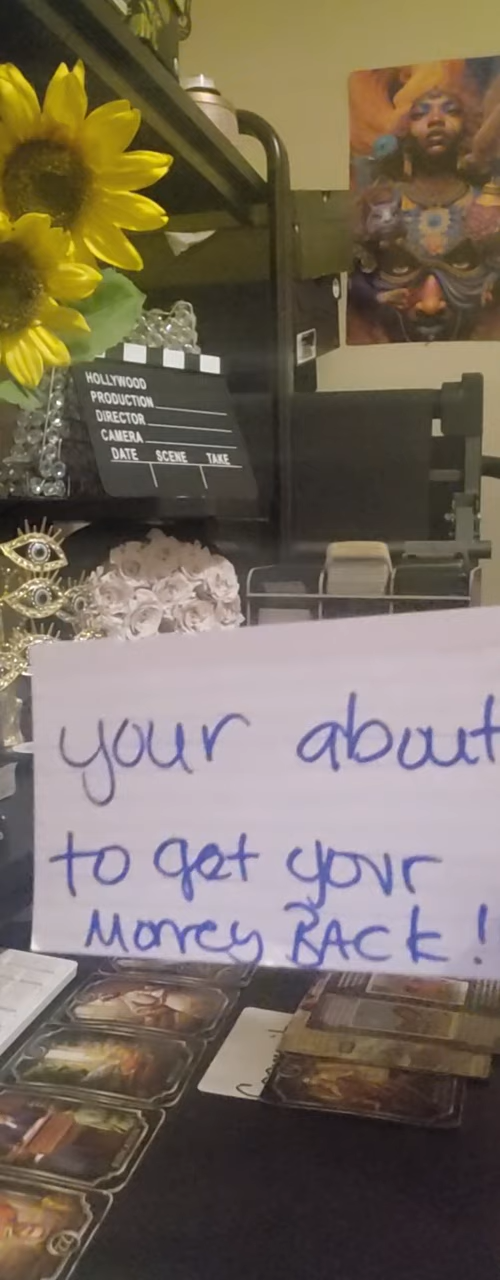 HOLLYWOOD
PRODUCTION
DIRECTOR
CAMERA
DATE SCENE TAKE
your about
to get your
Money BACK!